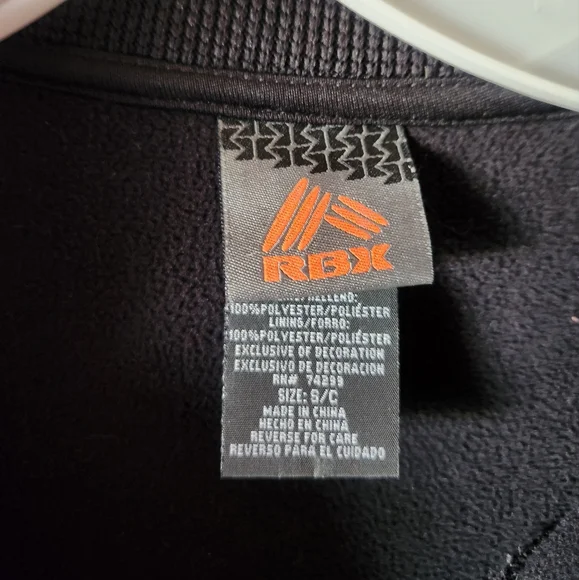 RBX
100%POLYESTER/POLIÉSTER
LINING/FORRO:
100%POLYESTER/POLIÉSTER
EXCLUSIVE OF DECORATION
EXCLUSIVO DE DECORACION
RN# 74299
SIZE: S/C
MADE IN CHINA
HECHO EN CHINA
REVERSE FOR CARE
REVERSO PARA EL CUIDADO